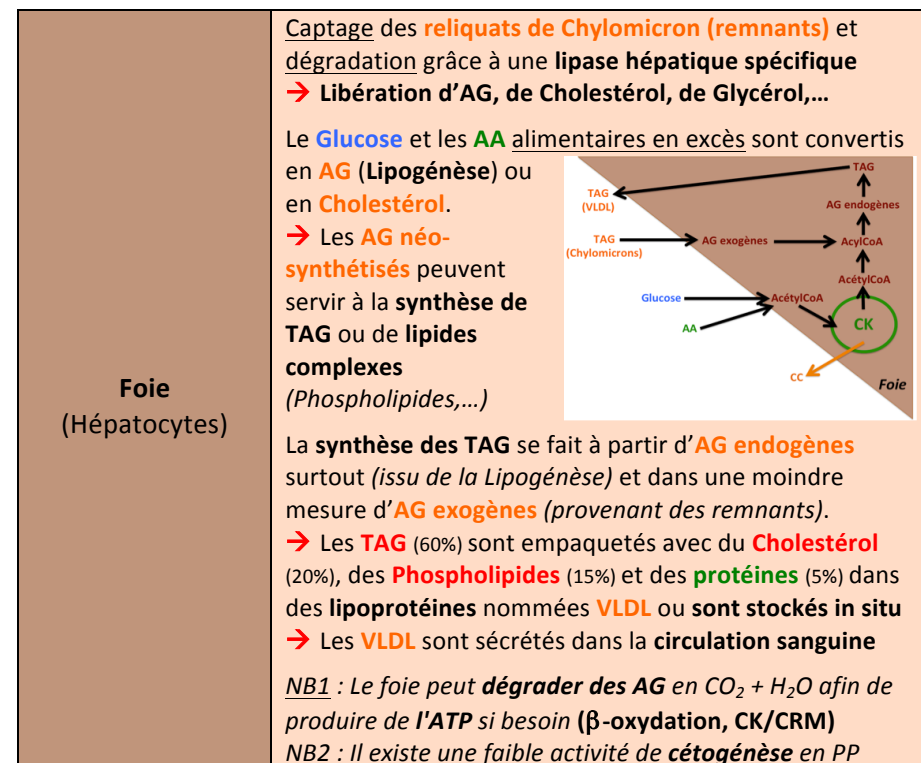 Foie
(Hépatocytes)
Captage des reliquats de Chylomicron (remnants) et
dégradation grâce à une lipase hépatique spécifique
→ Libération d'AG, de Cholestérol, de Glycérol,…
Le Glucose et les AA alimentaires en excès sont convertis
en AG (Lipogénèse) ou
en Cholestérol.
→ Les AG néo-
synthétisés peuvent
servir à la synthèse de
TAG ou de lipides
complexes
(Phospholipides,…)
TAG
TAG
(VLDL)
AG endogènes
TAG
(Chylomicrons)
AG exogènes
AcylCoA
AcétylCoA
Glucose
AcétylCoA
AA
CK
CC
Foie
La synthèse des TAG se fait à partir d'AG endogènes
surtout (issu de la Lipogénèse) et dans une moindre
mesure d'AG exogènes (provenant des remnants).
→ Les TAG (60%) sont empaquetés avec du Cholestérol
(20%), des Phospholipides (15%) et des protéines (5%) dans
des lipoprotéines nommées VLDL ou sont stockés in situ
→ Les VLDL sont sécrétés dans la circulation sanguine
NB1 : Le foie peut dégrader des AG en CO₂ + H₂O afin de
produire de l'ATP si besoin (β-oxydation, CK/CRM)
NB2 : Il existe une faible activité de cétogénèse en PP